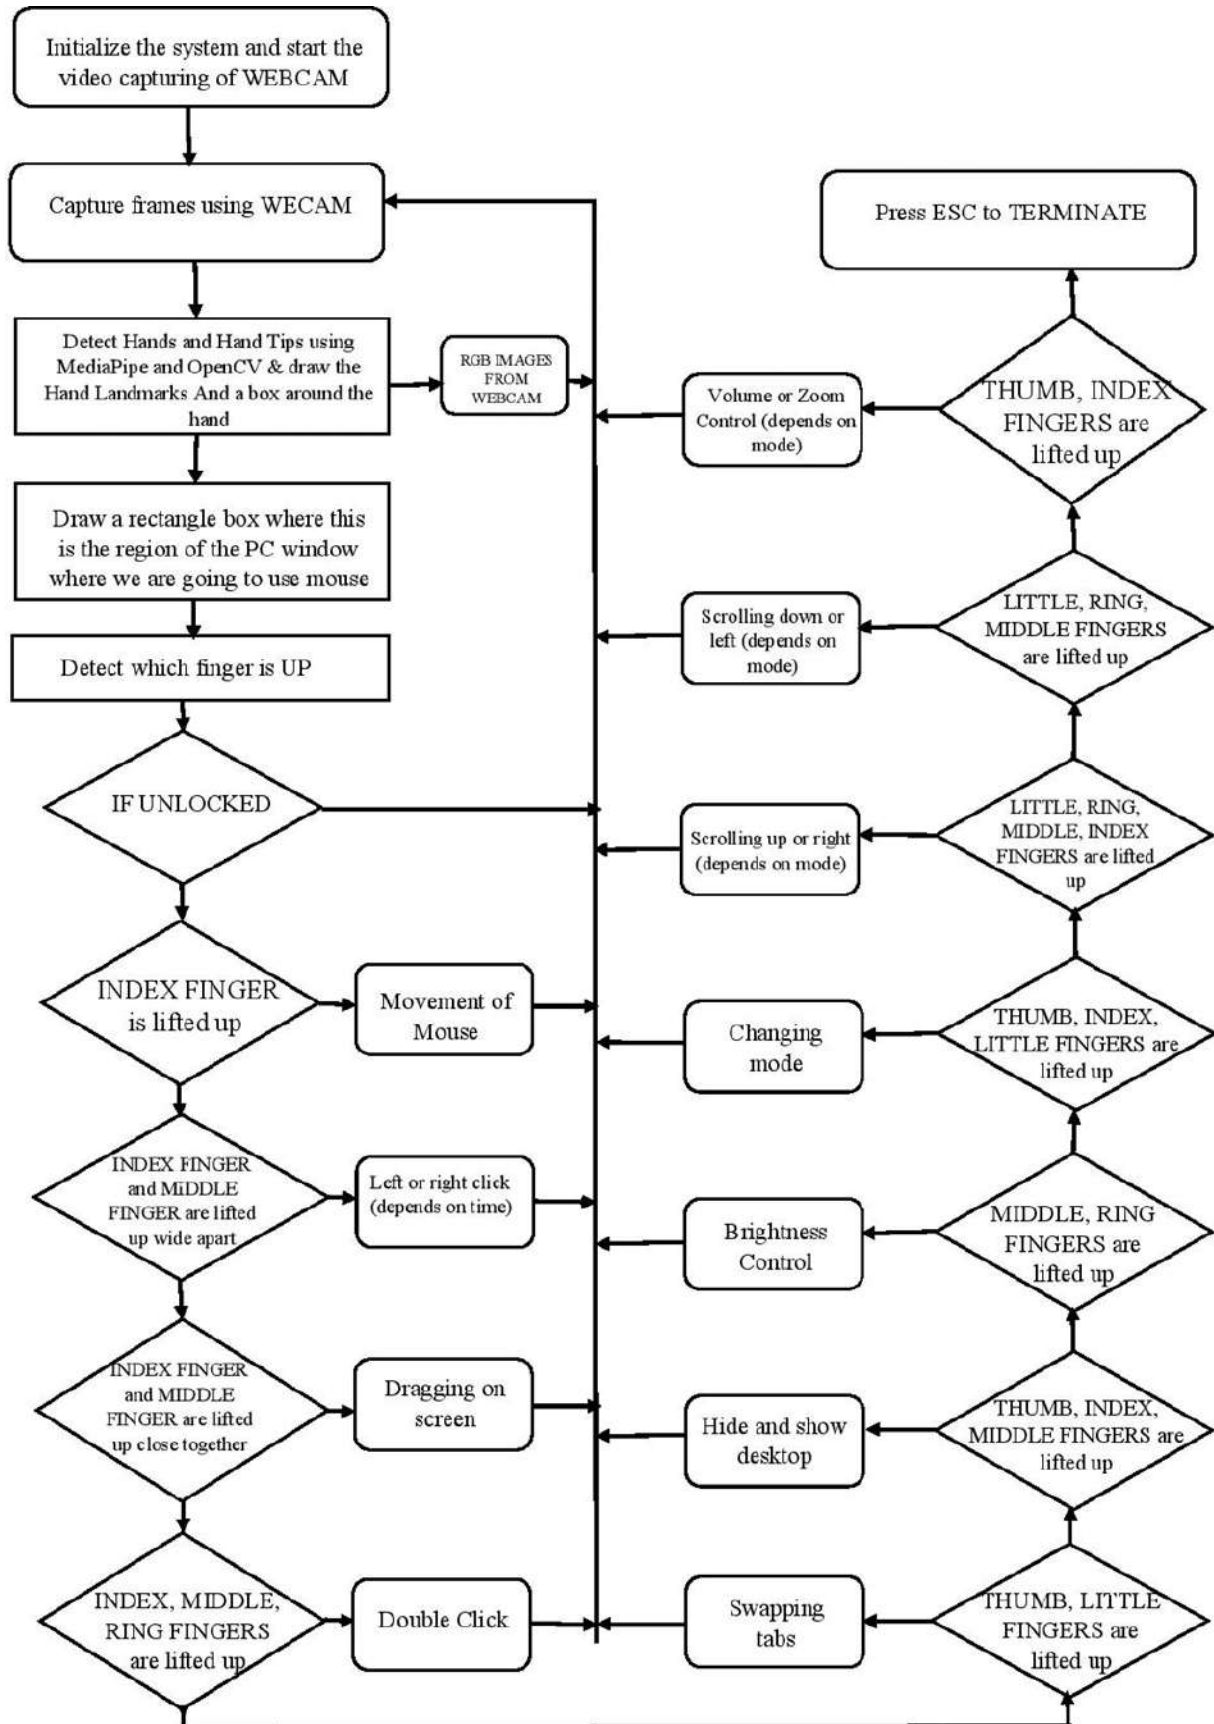 Initialize the system and start the
video capturing of WEBCAM
Capture frames using WECAM
Detect Hands and Hand Tips using
MediaPipe and OpenCV & draw the
Hand Landmarks And a box around the
hand
RGB IMAGES
FROM
WEBCAM
Draw a rectangle box where this
is the region of the PC window
where we are going to use mouse
Detect which finger is UP
IF UNLOCKED
INDEX FINGER
is lifted up
Movement of
Mouse
INDEX FINGER
and MiDDLE
FINGER are lifted
up wide apart
Left or right click
(depends on time)
INDEX FINGER
and MIDDLE
FINGER are lifted
up close together
Dragging on
screen
INDEX, MIDDLE,
RING FINGERS
are lifted up
Double Click
THUMB, LITTLE
FINGERS are
lifted up
Swapping
tabs
THUMB, INDEX,
MIDDLE FINGERS are
lifted up
Hide and show
desktop
MIDDLE, RING
FINGERS are
lifted up
Brightness
Control
THUMB, INDEX,
LITTLE FINGERS are
lifted up
Changing
mode
LITTLE, RING,
MIDDLE, INDEX
FINGERS are lifted
up
Scrolling up or right
(depends on mode)
LITTLE, RING,
MIDDLE FINGERS
are lifted up
Scrolling down or
left (depends on
mode)
THUMB, INDEX
FINGERS are
lifted up
Volume or Zoom
Control (depends on
mode)
Press ESC to TERMINATE